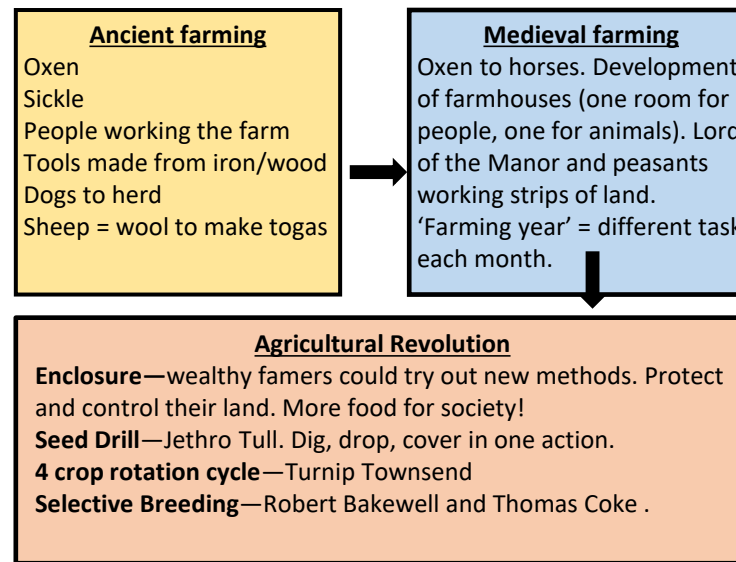 Ancient farming
Oxen
Sickle
People working the farm
Tools made from iron/wood
Dogs to herd
Sheep = wool to make togas
Medieval farming
Oxen to horses. Development
of farmhouses (one room for
people, one for animals). Lord
of the Manor and peasants
working strips of land.
‘Farming year’ = different task
each month.
Agricultural Revolution
Enclosure—wealthy famers could try out new methods. Protect
and control their land. More food for society!
Seed Drill—Jethro Tull. Dig, drop, cover in one action.
4 crop rotation cycle—Turnip Townsend
Selective Breeding—Robert Bakewell and Thomas Coke .